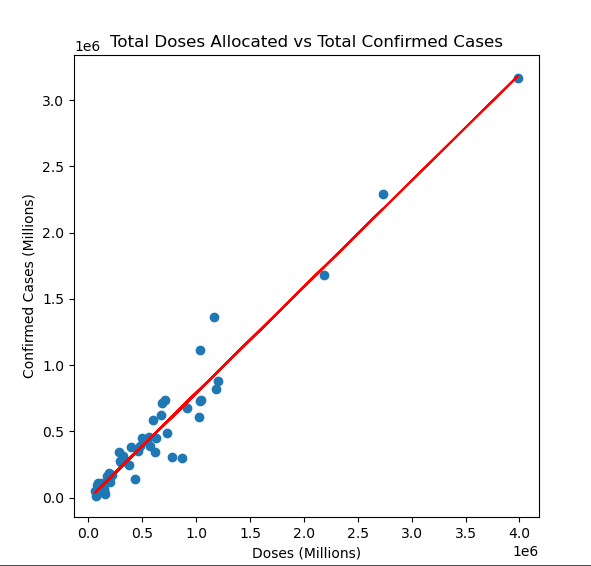 Total Doses Allocated vs Total Confirmed Cases
1e6
3.0
2.5
2.0
1.5
1.0
0.5
0.0
Confirmed Cases (Millions)
0.0 0.5 1.0 1.5 2.0 2.5 3.0 3.5 4.0
Doses (Millions)
1e6